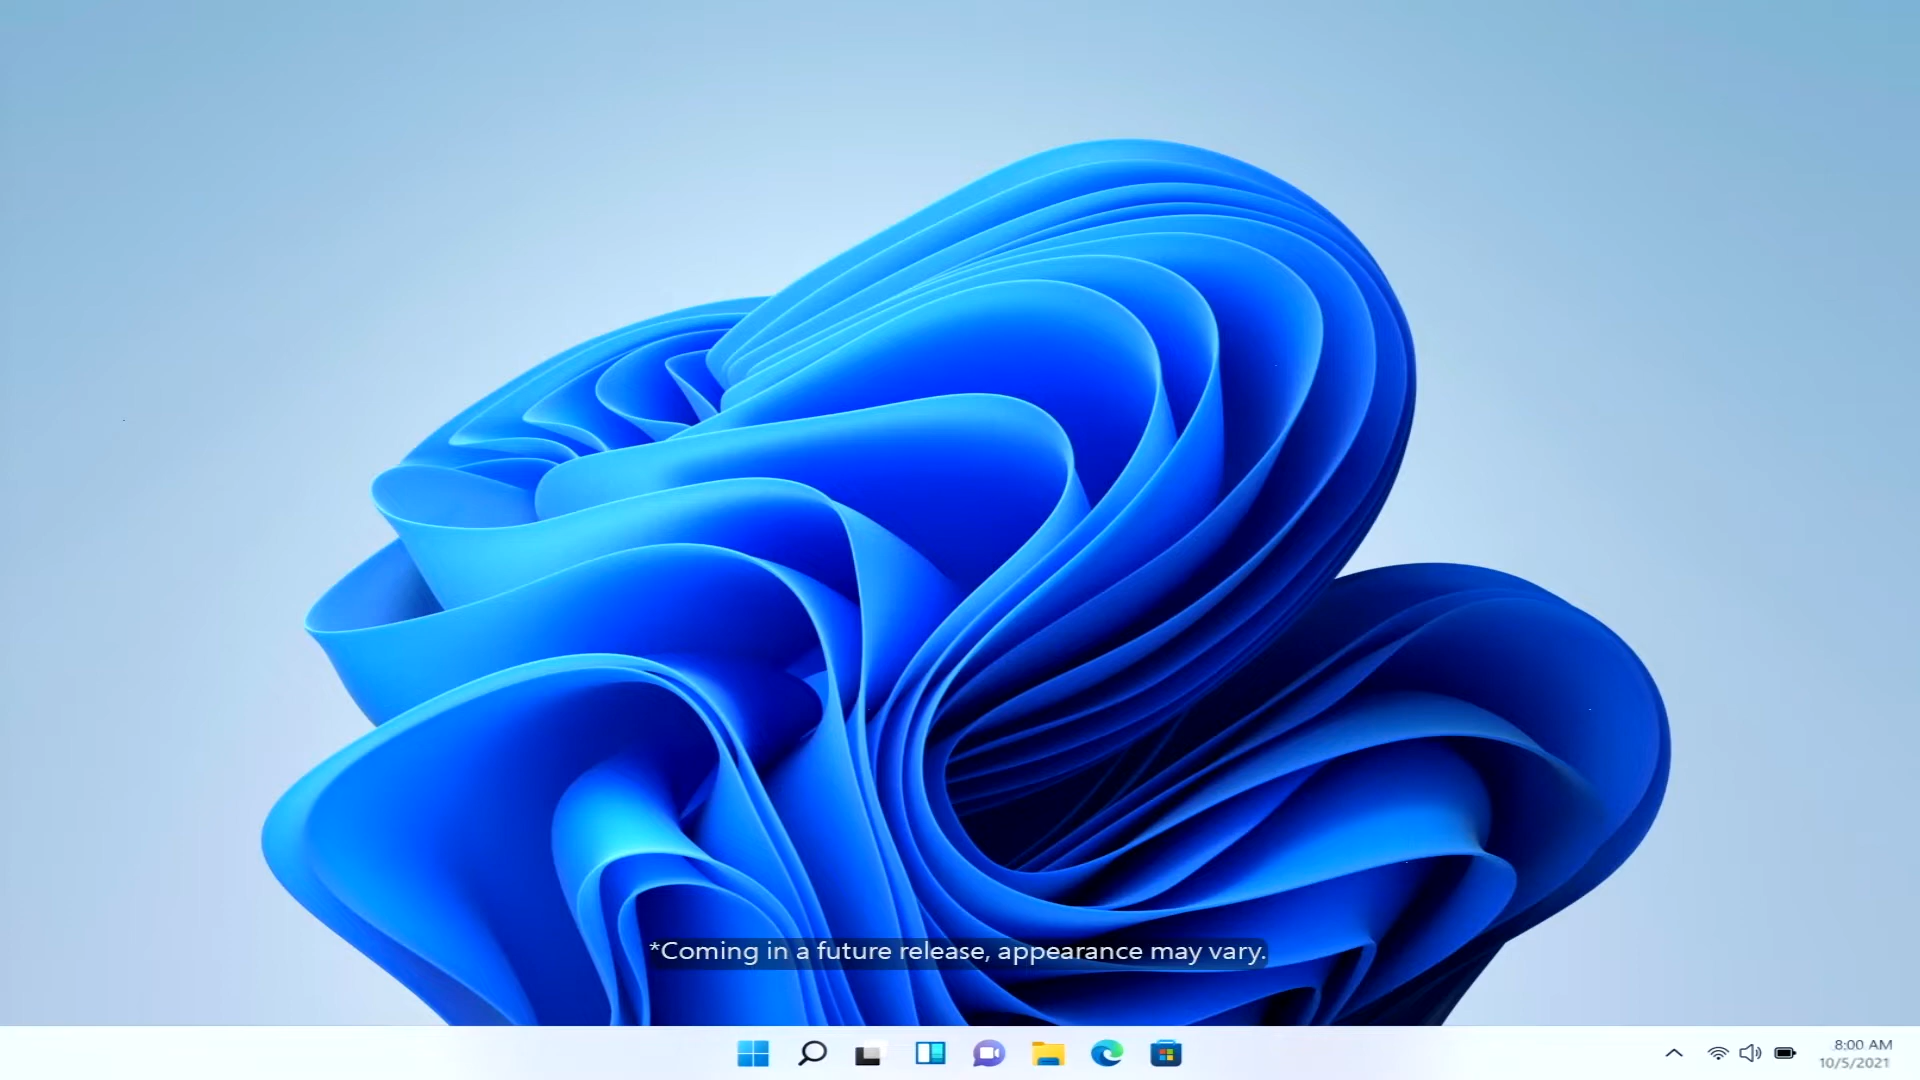 *Coming in a future release, appearance may vary.
8:00 AM
10/5/2021